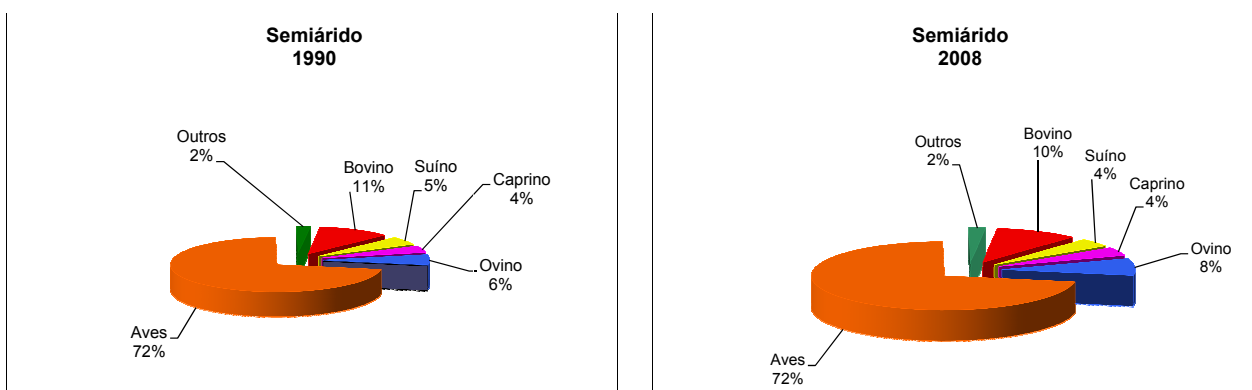 Semiárido
1990
Outros
2%
Bovino
11%
Suíno
5%
Caprino
4%
Ovino
6%
Aves
72%
Semiárido
2008
Outros
2%
Bovino
10%
Suíno
4%
Caprino
4%
Ovino
8%
Aves
72%